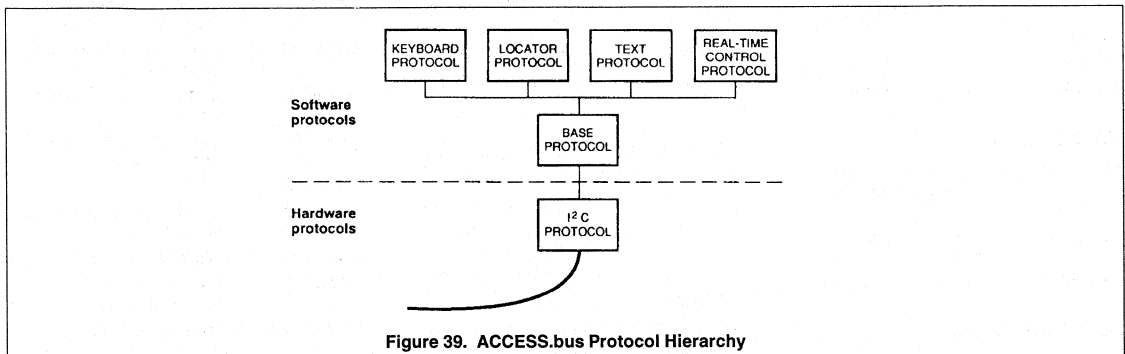 KEYBOARD
PROTOCOL
LOCATOR
PROTOCOL
TEXT
PROTOCOL
REAL-TIME
CONTROL
PROTOCOL
Software
protocols
BASE
PROTOCOL
Hardware
protocols
I² C
PROTOCOL
Figure 39. ACCESS.bus Protocol Hierarchy